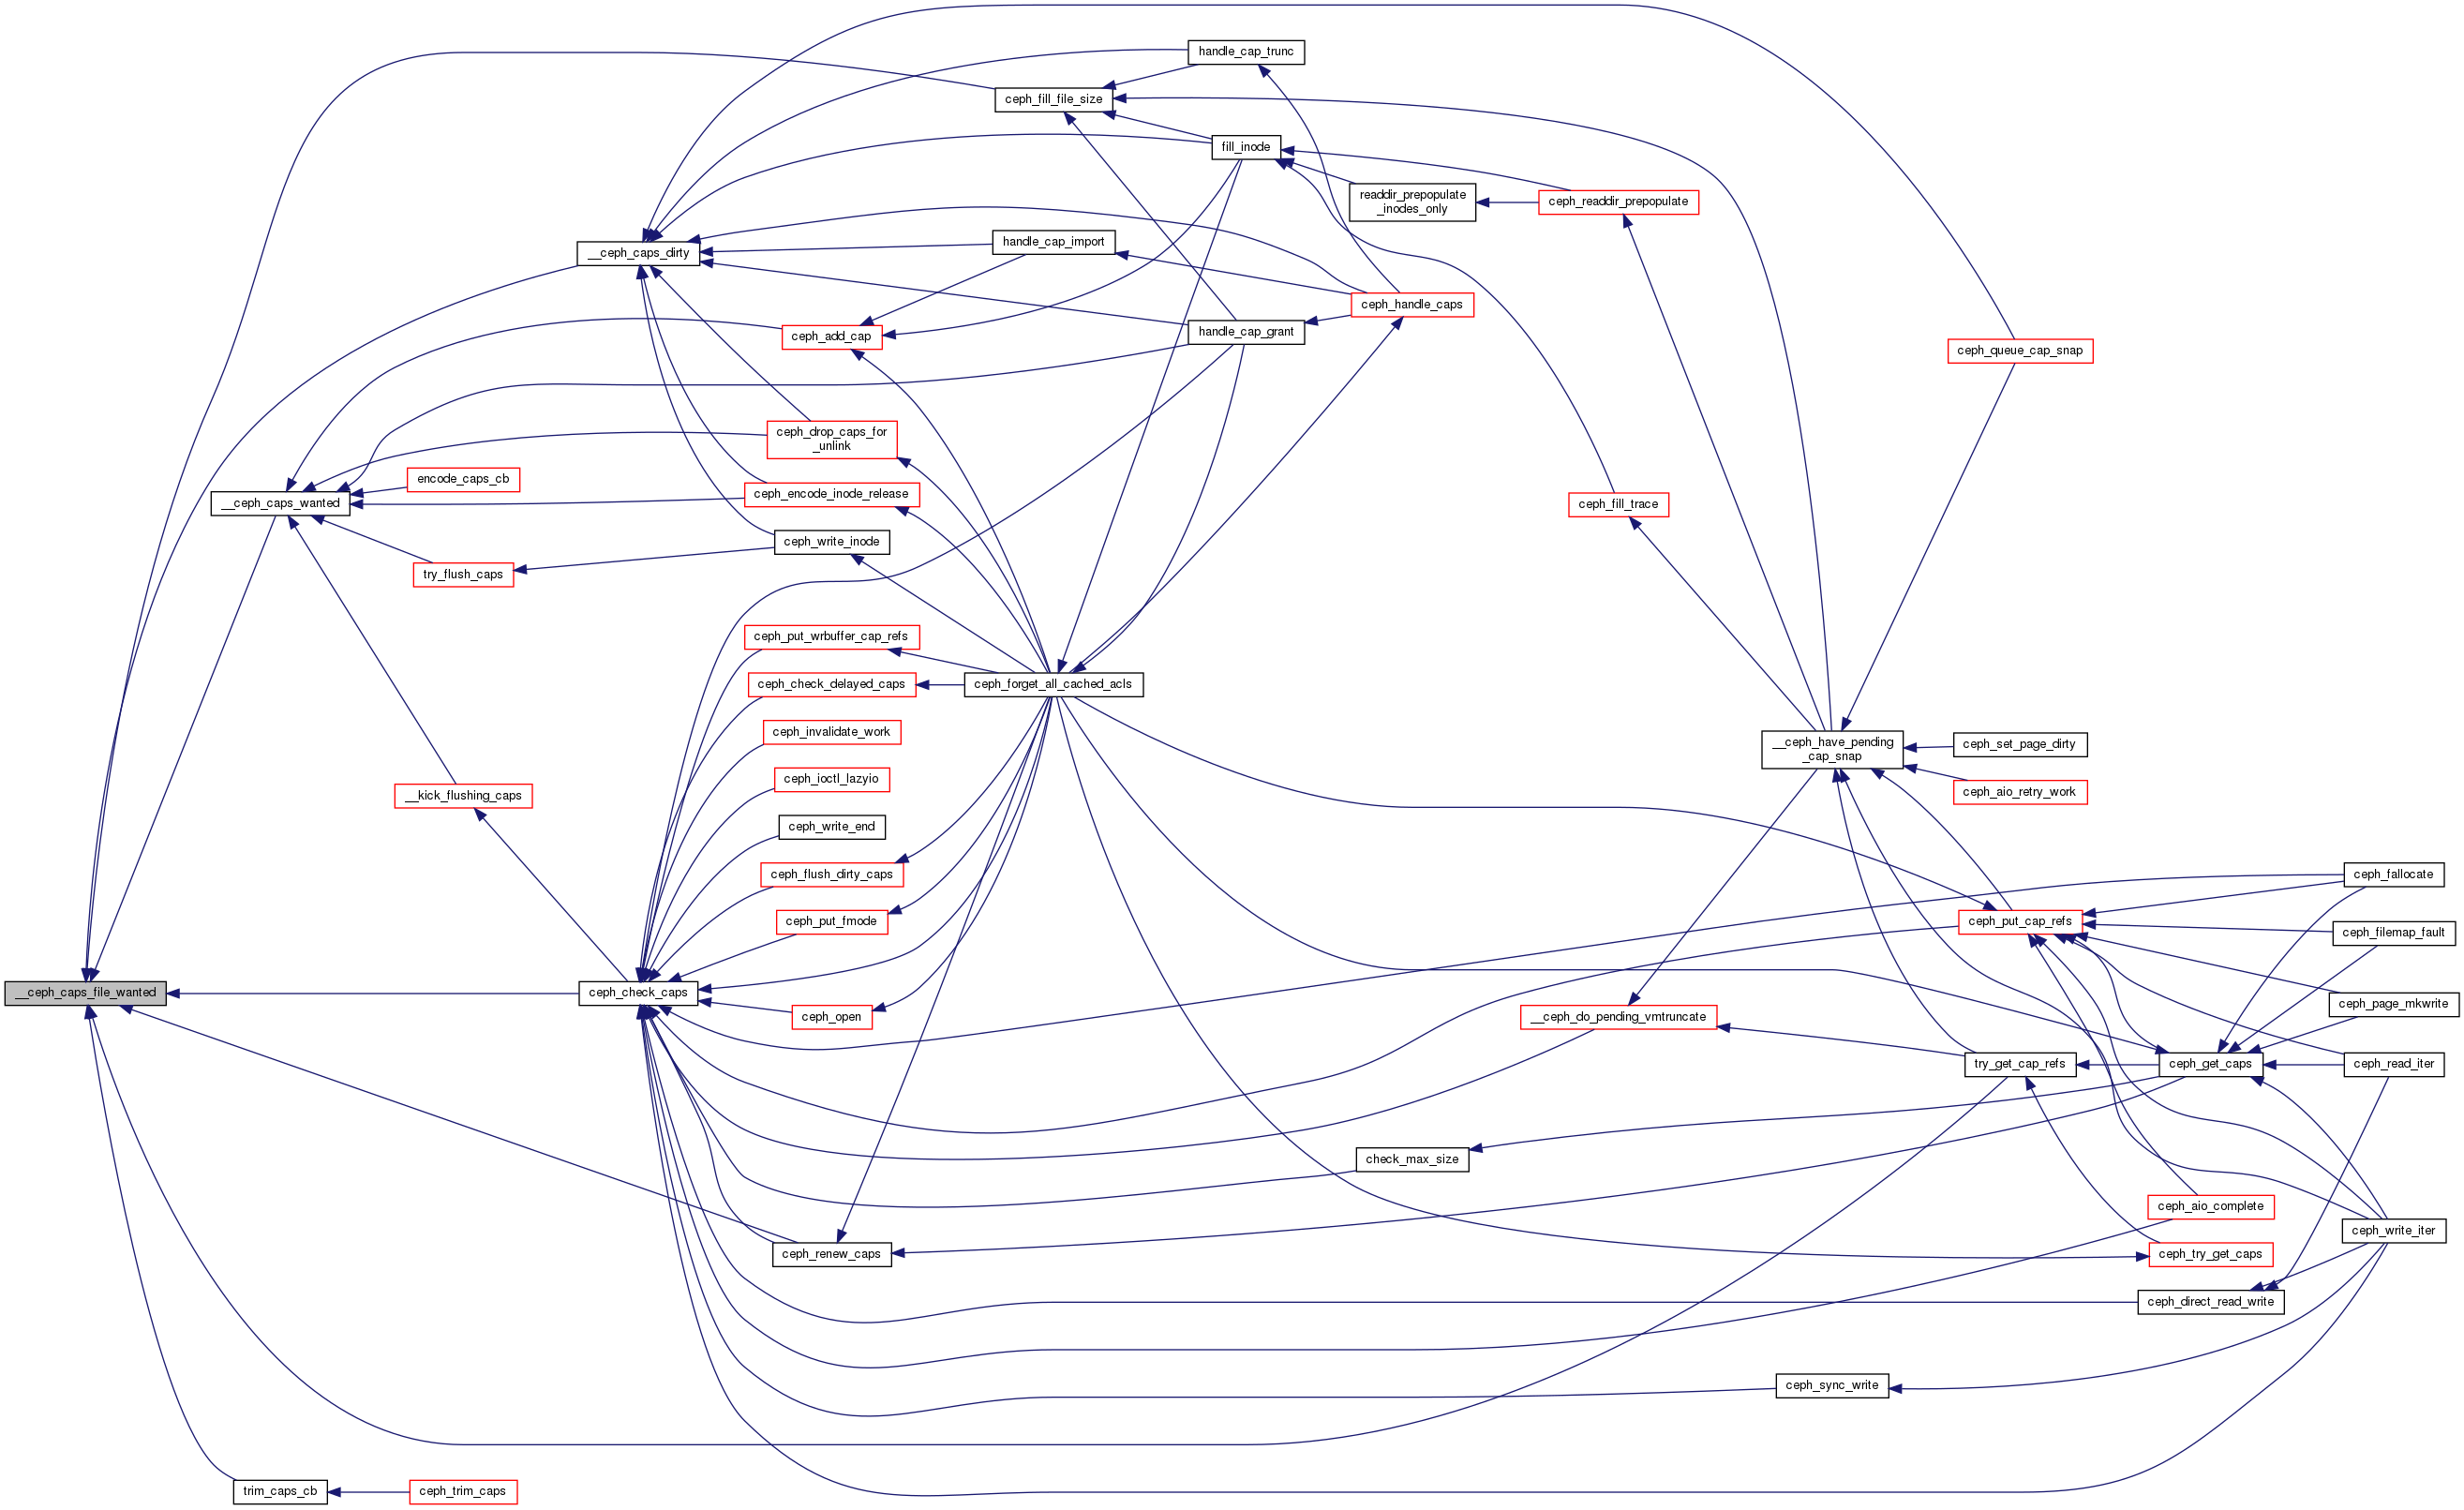 handle_cap_trunc
ceph_fill_file_size
fill_inode
readdir_prepopulate
_inodes_only
ceph_readdir_prepopulate
__ceph_caps_dirty
handle_cap_import
ceph_handle_caps
ceph_add_cap
handle_cap_grant
ceph_queue_cap_snap
ceph_drop_caps_for
_unlink
encode_caps_cb
__ceph_caps_wanted
ceph_encode_inode_release
ceph_fill_trace
ceph_write_inode
try_flush_caps
ceph_put_wrbuffer_cap_refs
ceph_check_delayed_caps
ceph_forget_all_cached_acls
ceph_invalidate_work
__ceph_have_pending
_cap_snap
ceph_set_page_dirty
ceph_ioctl_lazyio
__kick_flushing_caps
ceph_aio_retry_work
ceph_write_end
ceph_flush_dirty_caps
ceph_fallocate
ceph_put_fmode
ceph_put_cap_refs
ceph_filemap_fault
__ceph_caps_file_wanted
ceph_check_caps
ceph_page_mkwrite
ceph_open
__ceph_do_pending_vmtruncate
try_get_cap_refs
ceph_get_caps
ceph_read_iter
check_max_size
ceph_aio_complete
ceph_write_iter
ceph_renew_caps
ceph_try_get_caps
ceph_direct_read_write
ceph_sync_write
trim_caps_cb
ceph_trim_caps